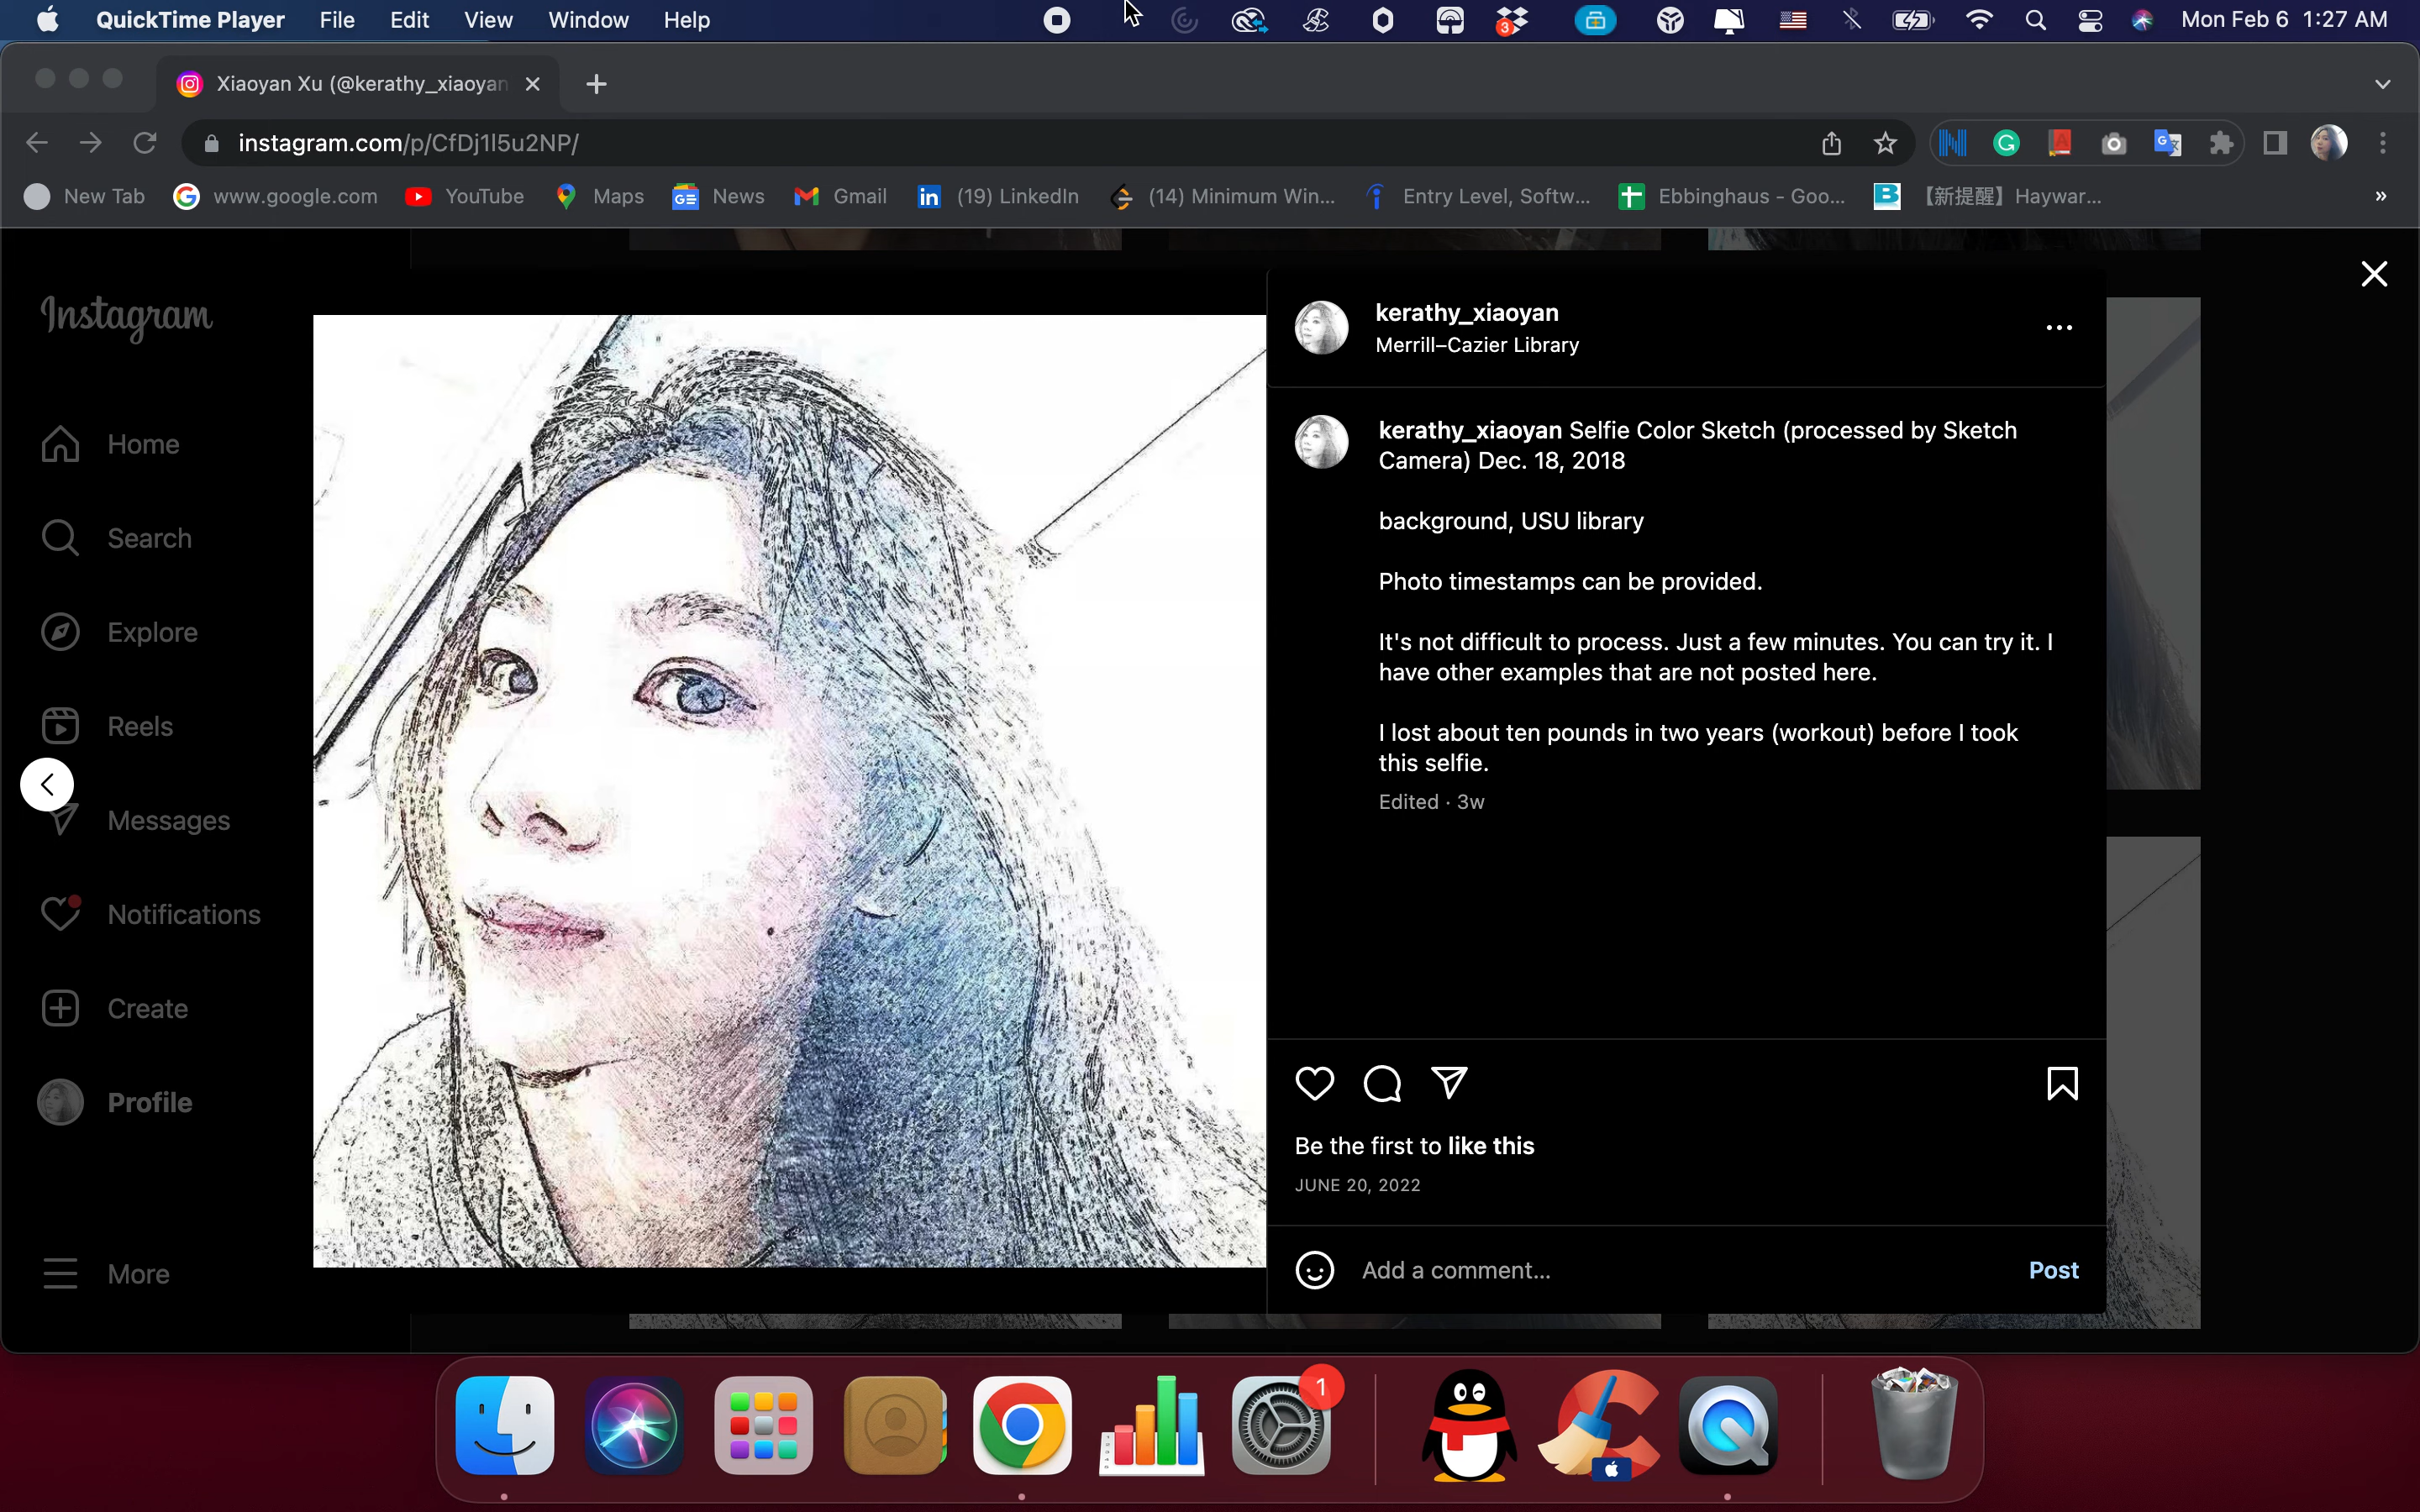 QuickTime Player File Edit View Window Help
3
Mon Feb 6 1:27 AM
Xiaoyan Xu (@kerathy_xiaoyan
instagram.com/p/CfDj1I5u2NP/
New Tab www.google.com YouTube Maps News Gmail (19) LinkedIn (14) Minimum Win... Entry Level, Softw... Ebbinghaus - Goo... 【新提醒】Haywar...
Instagram
Home
Search
Explore
Reels
Messages
Notifications
Create
Profile
More
kerathy_xiaoyan
Merrill–Cazier Library
kerathy_xiaoyan Selfie Color Sketch (processed by Sketch
Camera) Dec. 18, 2018
background, USU library
Photo timestamps can be provided.
It's not difficult to process. Just a few minutes. You can try it. I
have other examples that are not posted here.
I lost about ten pounds in two years (workout) before I took
this selfie.
Edited · 3w
Be the first to like this
JUNE 20, 2022
Add a comment...
Post
1